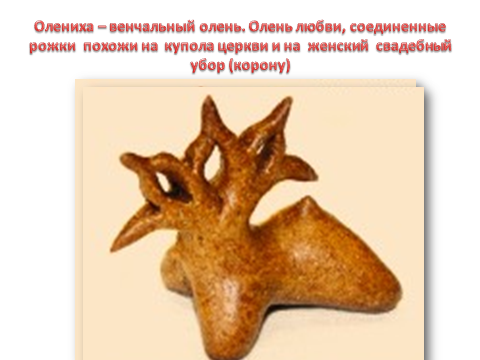 Олениха – венчальный олень. Олень любви, соединенные
рожки похожи на купола церкви и на женский свадебный
убор (корону)